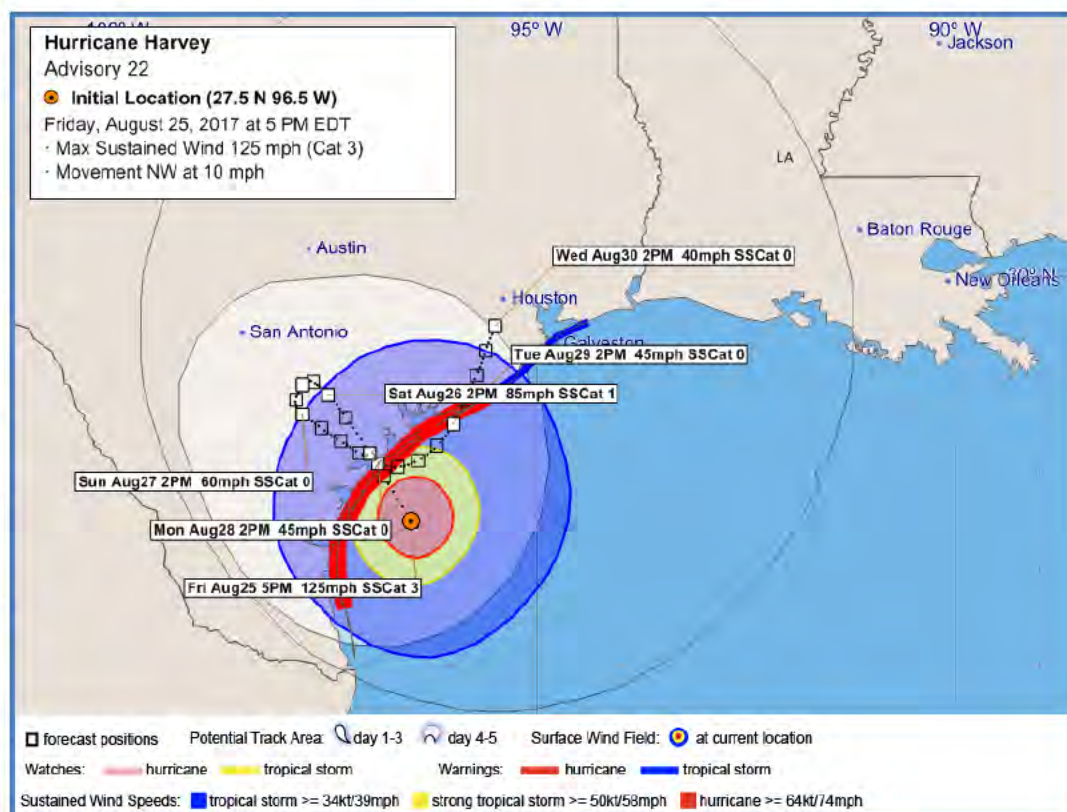 100º W
95º W
90º W
Hurricane Harvey
Advisory 22
Initial Location (27.5 N 96.5 W)
Friday, August 25, 2017 at 5 PM EDT
· Max Sustained Wind 125 mph (Cat 3)
· Movement NW at 10 mph
Jackson
LA
Baton Rouge
Austin
Wed Aug30 2PM 40mph SSCat 0
30º N
New Orleans
Houston
San Antonio
Galveston
Tue Aug29 2PM 45mph SSCat 0
Sat Aug26 2PM 85mph SSCat 1
Sun Aug27 2PM 60mph SSCat 0
Mon Aug28 2PM 45mph SSCat 0
Fri Aug25 5PM 125mph SSCat 3
forecast positions Potential Track Area: day 1-3 day 4-5 Surface Wind Field: at current location
Watches: hurricane tropical storm Warnings: hurricane tropical storm
Sustained Wind Speeds: tropical storm >= 34kt/39mph strong tropical storm >= 50kt/58mph hurricane >= 64kt/74mph